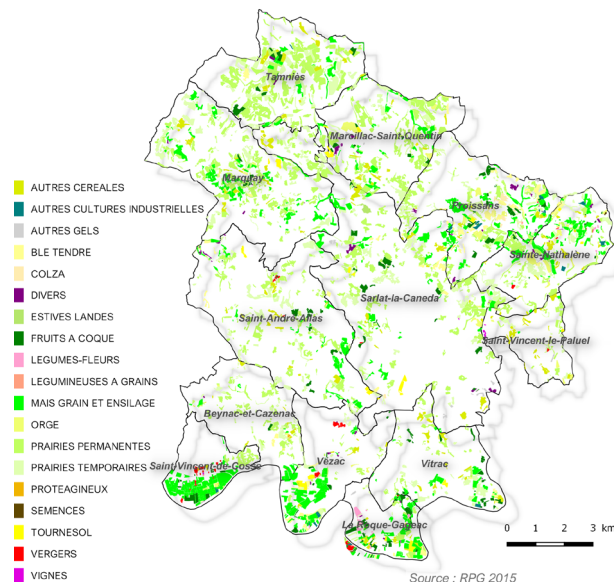 Tamniès
Marcillac-Saint-Quentin
Marquay
Proissans
Sainte-Nathalène
Sarlat-la-Caneda
Saint-André-Allas
Saint-Vincent-le-Paluel
Beynac-et-Cazenac
Saint-Vincent-de-Cosse
Vézac
Vitrac
La Roque-Gageac
AUTRES CEREALES
AUTRES CULTURES INDUSTRIELLES
AUTRES GELS
BLE TENDRE
COLZA
DIVERS
ESTIVES LANDES
FRUITS A COQUE
LEGUMES-FLEURS
LEGUMINEUSES A GRAINS
MAIS GRAIN ET ENSILAGE
ORGE
PRAIRIES PERMANENTES
PRAIRIES TEMPORAIRES
PROTEAGINEUX
SEMENCES
TOURNESOL
VERGERS
VIGNES
0 1 2 3 km
Source : RPG 2015